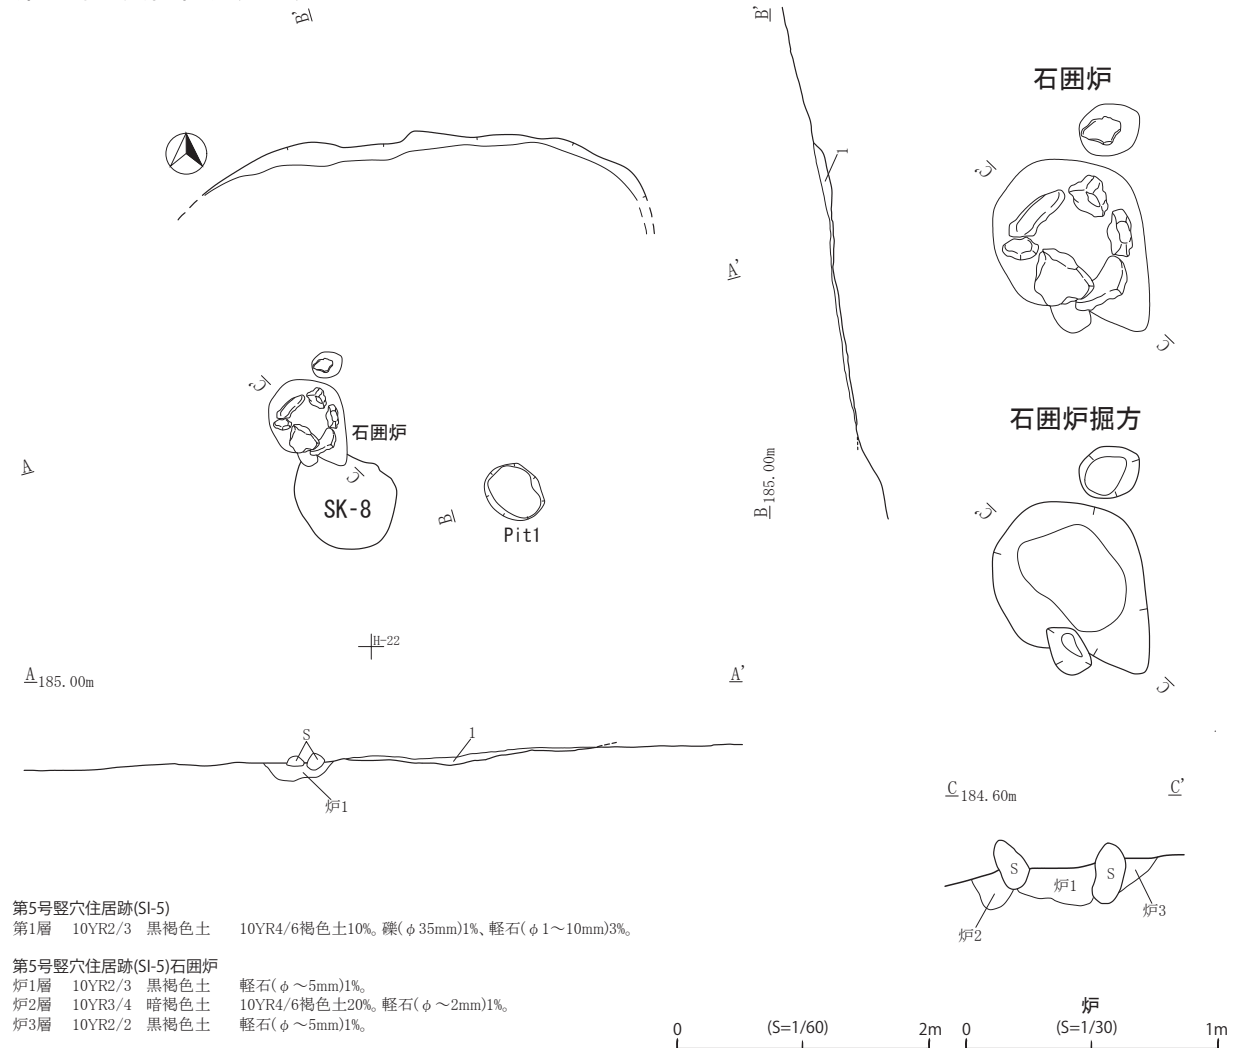 B'
B'
石囲炉
1
C'
A'
C
C'
石囲炉
石囲炉掘方
C
A
B 185.00m
C'
SK-8
B
Pit1
H-22
C
A 185.00m
A'
S
1
炉1
C 184.60m
C'
S
炉1
S
炉2
炉3
第5号竪穴住居跡(SI-5)
第1層 10YR2/3 黒褐色土 10YR4/6褐色土10%。礫(φ35mm)1%、軽石(φ1～10mm)3%。
第5号竪穴住居跡(SI-5)石囲炉
炉1層 10YR2/3 黒褐色土 軽石(φ～5mm)1%。
炉2層 10YR3/4 暗褐色土 10YR4/6褐色土20%。軽石(φ～2mm)1%。
炉3層 10YR2/2 黒褐色土 軽石(φ～5mm)1%。
0 (S=1/60) 2m
炉
0 (S=1/30) 1m